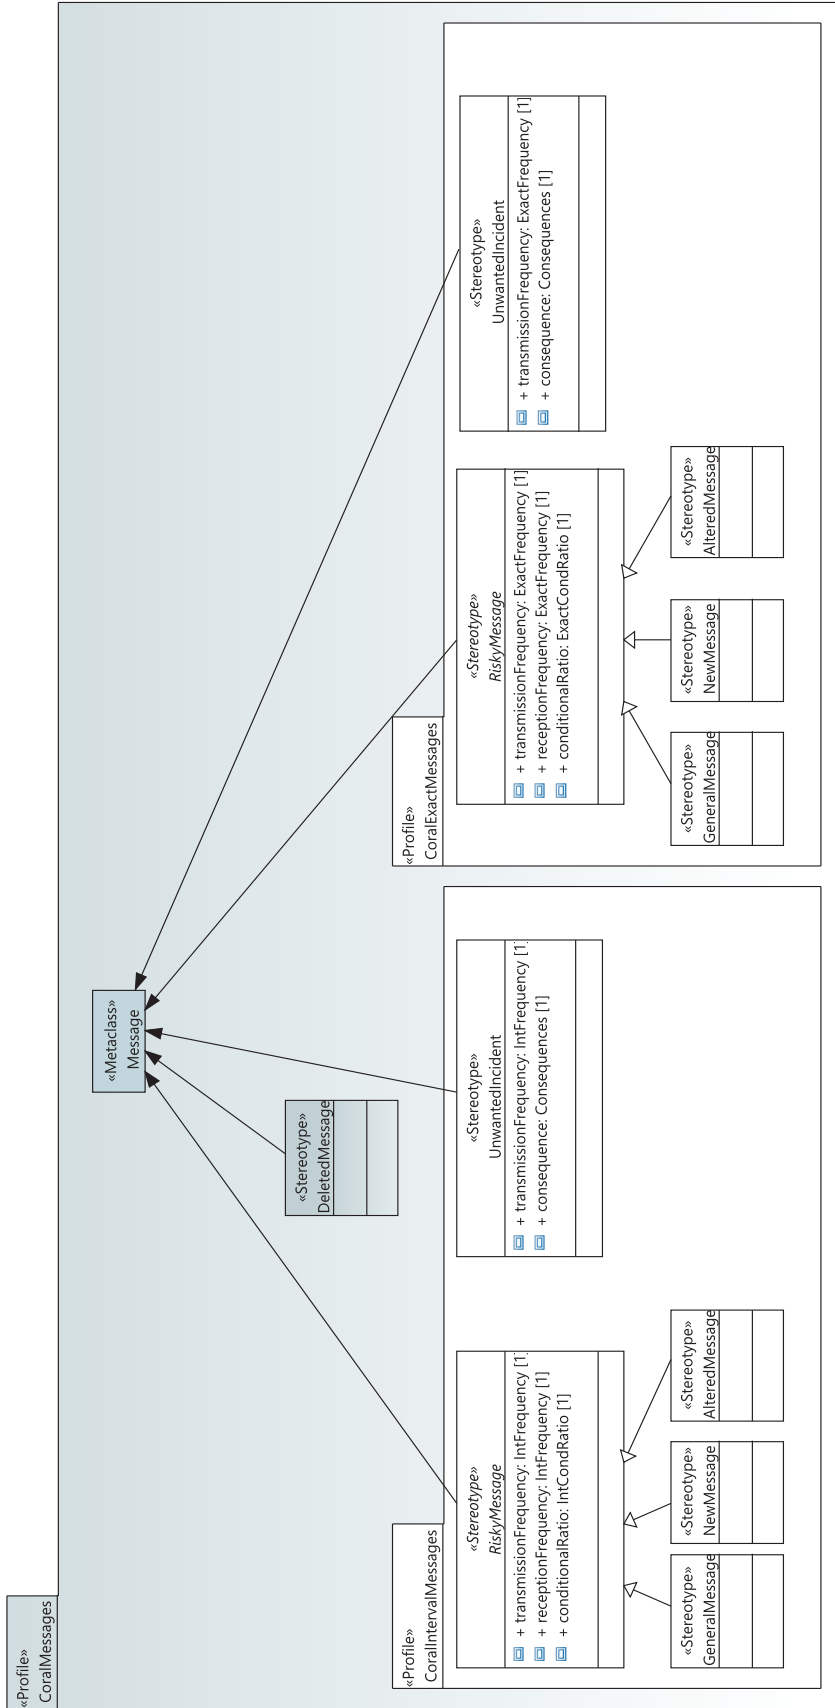 «Profile»
CoralMessages
«Metaclass»
Message
«Stereotype»
DeletedMessage
«Profile»
CoralIntervalMessages
«Stereotype»
RiskyMessage
+ transmissionFrequency: IntFrequency [1]
+ receptionFrequency: IntFrequency [1]
+ conditionalRatio: IntCondRatio [1]
«Stereotype»
UnwantedIncident
+ transmissionFrequency: IntFrequency [1]
+ consequence: Consequences [1]
«Stereotype»
GeneralMessage
«Stereotype»
NewMessage
«Stereotype»
AlteredMessage
«Profile»
CoralExactMessages
«Stereotype»
RiskyMessage
+ transmissionFrequency: ExactFrequency [1]
+ receptionFrequency: ExactFrequency [1]
+ conditionalRatio: ExactCondRatio [1]
«Stereotype»
UnwantedIncident
+ transmissionFrequency: ExactFrequency [1]
+ consequence: Consequences [1]
«Stereotype»
GeneralMessage
«Stereotype»
NewMessage
«Stereotype»
AlteredMessage